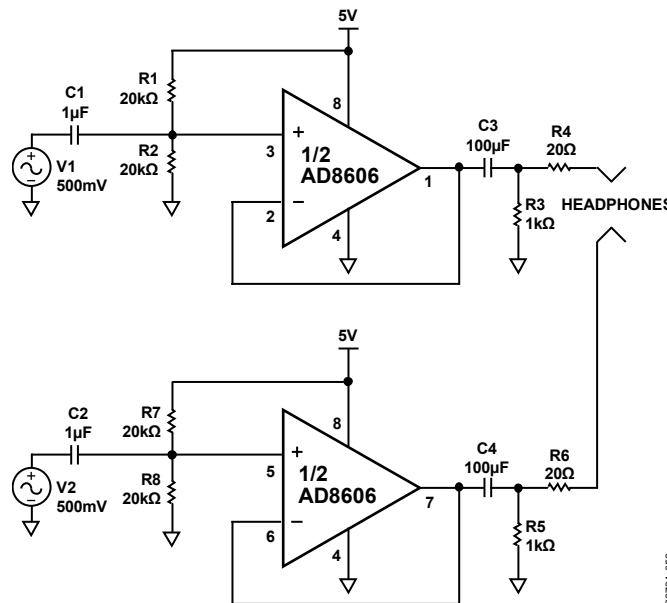 5V
R1
20kΩ
C1
1µF
R2
20kΩ
V1
500mV
+
–
8
+
3
1/2
AD8606
1
2
–
4
C3
100µF
R4
20Ω
R3
1kΩ
HEADPHONES
5V
R7
20kΩ
C2
1µF
R8
20kΩ
V2
500mV
+
–
8
+
5
1/2
AD8606
7
6
–
4
C4
100µF
R6
20Ω
R5
1kΩ